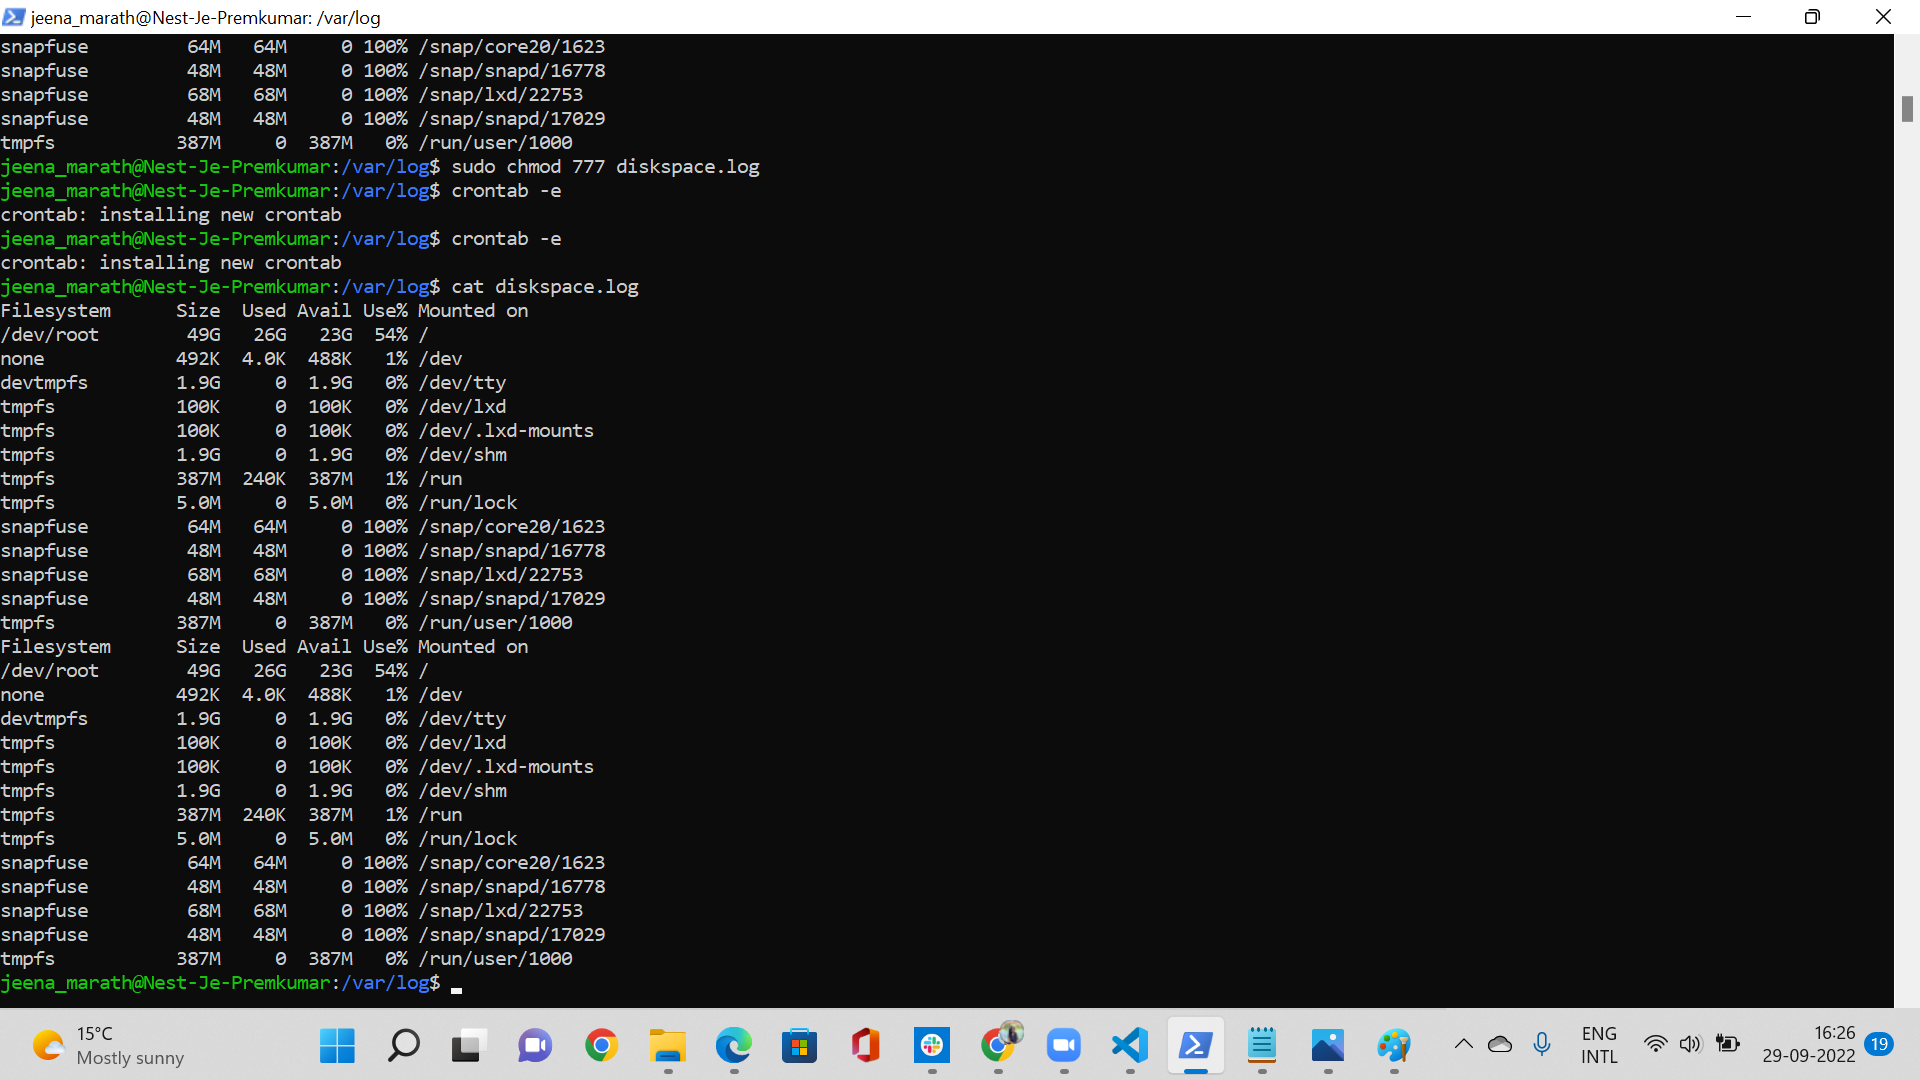 jeena_marath@Nest-Je-Premkumar: /var/log
snapfuse         64M   64M     0 100% /snap/core20/1623
snapfuse         48M   48M     0 100% /snap/snapd/16778
snapfuse         68M   68M     0 100% /snap/lxd/22753
snapfuse         48M   48M     0 100% /snap/snapd/17029
tmpfs           387M     0  387M   0% /run/user/1000
jeena_marath@Nest-Je-Premkumar:/var/log$ sudo chmod 777 diskspace.log
jeena_marath@Nest-Je-Premkumar:/var/log$ crontab -e
crontab: installing new crontab
jeena_marath@Nest-Je-Premkumar:/var/log$ crontab -e
crontab: installing new crontab
jeena_marath@Nest-Je-Premkumar:/var/log$ cat diskspace.log
Filesystem      Size  Used Avail Use% Mounted on
/dev/root        49G   26G   23G  54% /
none            492K  4.0K  488K   1% /dev
devtmpfs        1.9G     0  1.9G   0% /dev/tty
tmpfs           100K     0  100K   0% /dev/lxd
tmpfs           100K     0  100K   0% /dev/.lxd-mounts
tmpfs           1.9G     0  1.9G   0% /dev/shm
tmpfs           387M  240K  387M   1% /run
tmpfs           5.0M     0  5.0M   0% /run/lock
snapfuse         64M   64M     0 100% /snap/core20/1623
snapfuse         48M   48M     0 100% /snap/snapd/16778
snapfuse         68M   68M     0 100% /snap/lxd/22753
snapfuse         48M   48M     0 100% /snap/snapd/17029
tmpfs           387M     0  387M   0% /run/user/1000
Filesystem      Size  Used Avail Use% Mounted on
/dev/root        49G   26G   23G  54% /
none            492K  4.0K  488K   1% /dev
devtmpfs        1.9G     0  1.9G   0% /dev/tty
tmpfs           100K     0  100K   0% /dev/lxd
tmpfs           100K     0  100K   0% /dev/.lxd-mounts
tmpfs           1.9G     0  1.9G   0% /dev/shm
tmpfs           387M  240K  387M   1% /run
tmpfs           5.0M     0  5.0M   0% /run/lock
snapfuse         64M   64M     0 100% /snap/core20/1623
snapfuse         48M   48M     0 100% /snap/snapd/16778
snapfuse         68M   68M     0 100% /snap/lxd/22753
snapfuse         48M   48M     0 100% /snap/snapd/17029
tmpfs           387M     0  387M   0% /run/user/1000
jeena_marath@Nest-Je-Premkumar:/var/log$
15°C
Mostly sunny
ENG
INTL
16:26
29-09-2022
19